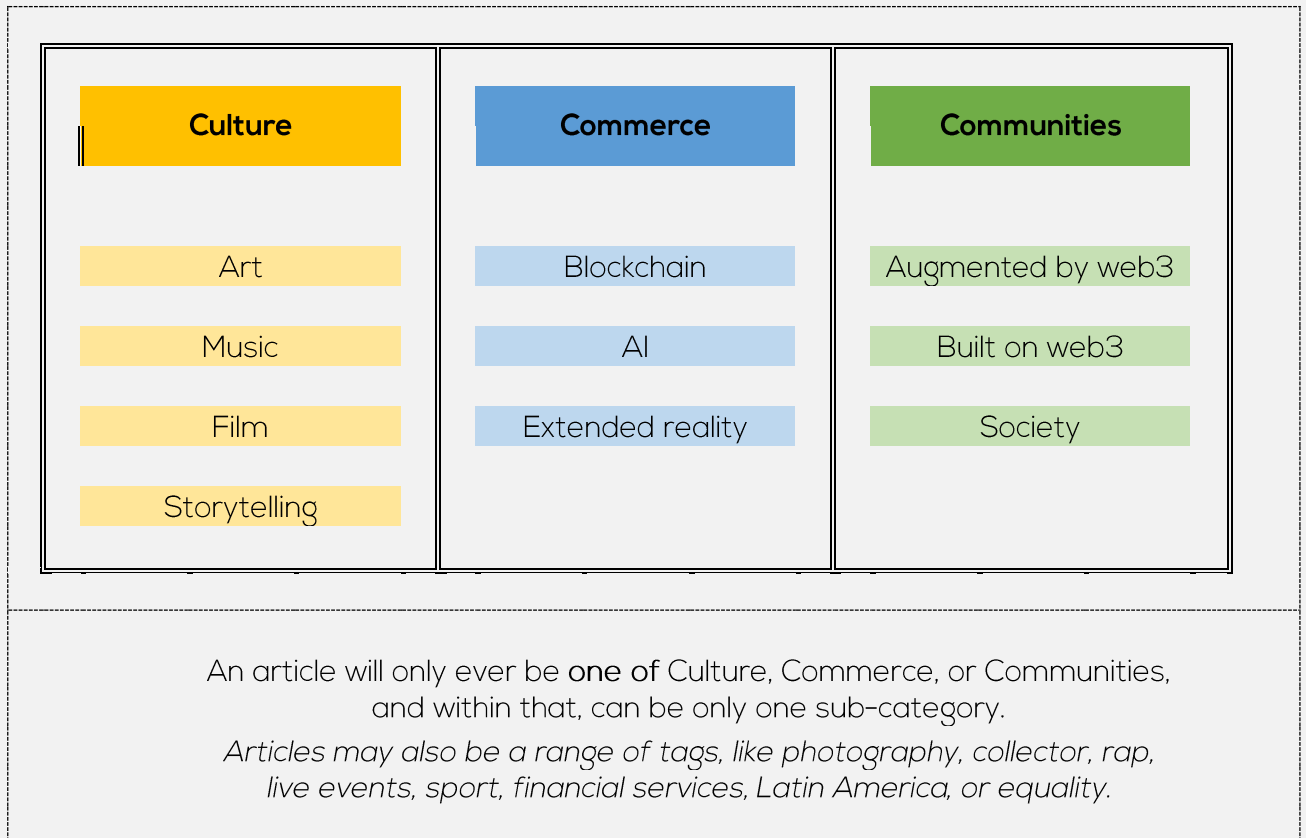 Culture
Commerce
Communities
Art
Blockchain
Augmented by web3
Music
AI
Built on web3
Film
Extended reality
Society
Storytelling
An article will only ever be one of Culture, Commerce, or Communities,
and within that, can be only one sub-category.
Articles may also be a range of tags, like photography, collector, rap,
live events, sport, financial services, Latin America, or equality.